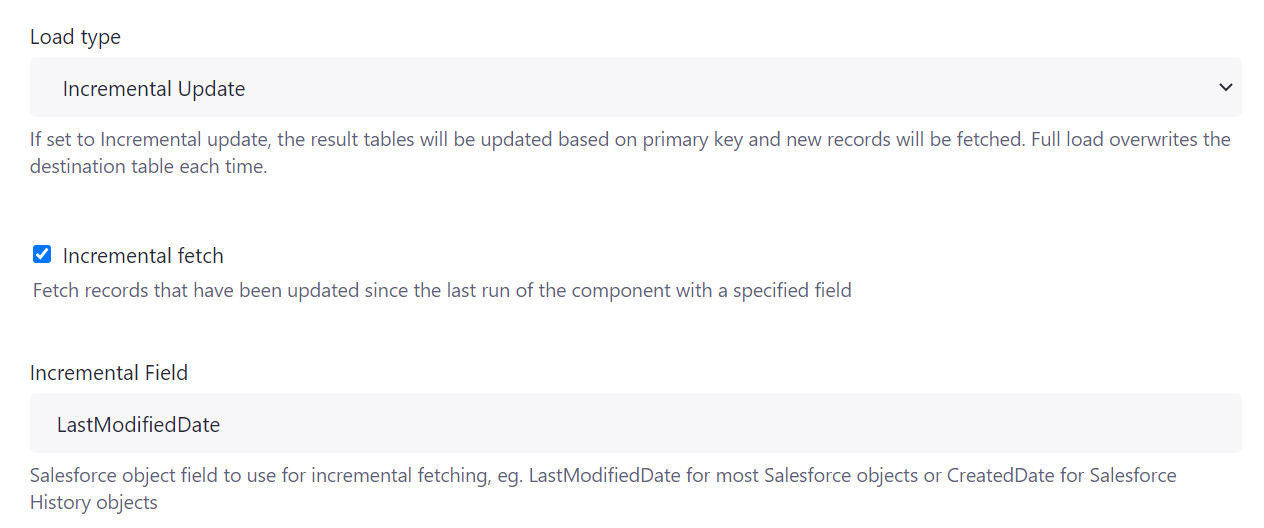 Load type
Incremental Update
If set to Incremental update, the result tables will be updated based on primary key and new records will be fetched. Full load overwrites the
destination table each time.
Incremental fetch
Fetch records that have been updated since the last run of the component with a specified field
Incremental Field
LastModifiedDate
Salesforce object field to use for incremental fetching, eg. LastModifiedDate for most Salesforce objects or CreatedDate for Salesforce
History objects